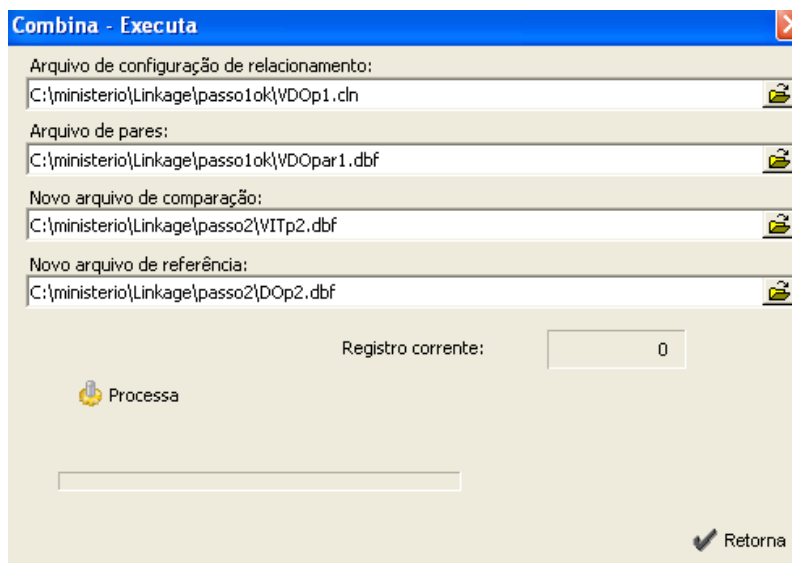 Combina - Executa
Arquivo de configuração de relacionamento:
C:\ministerio\Linkage\passo1ok\VDOp1.cln
Arquivo de pares:
C:\ministerio\Linkage\passo1ok\VDOpar1.dbf
Novo arquivo de comparação:
C:\ministerio\Linkage\passo2\VITp2.dbf
Novo arquivo de referência:
C:\ministerio\Linkage\passo2\DOp2.dbf
Registro corrente: 0
Processa
Retorna